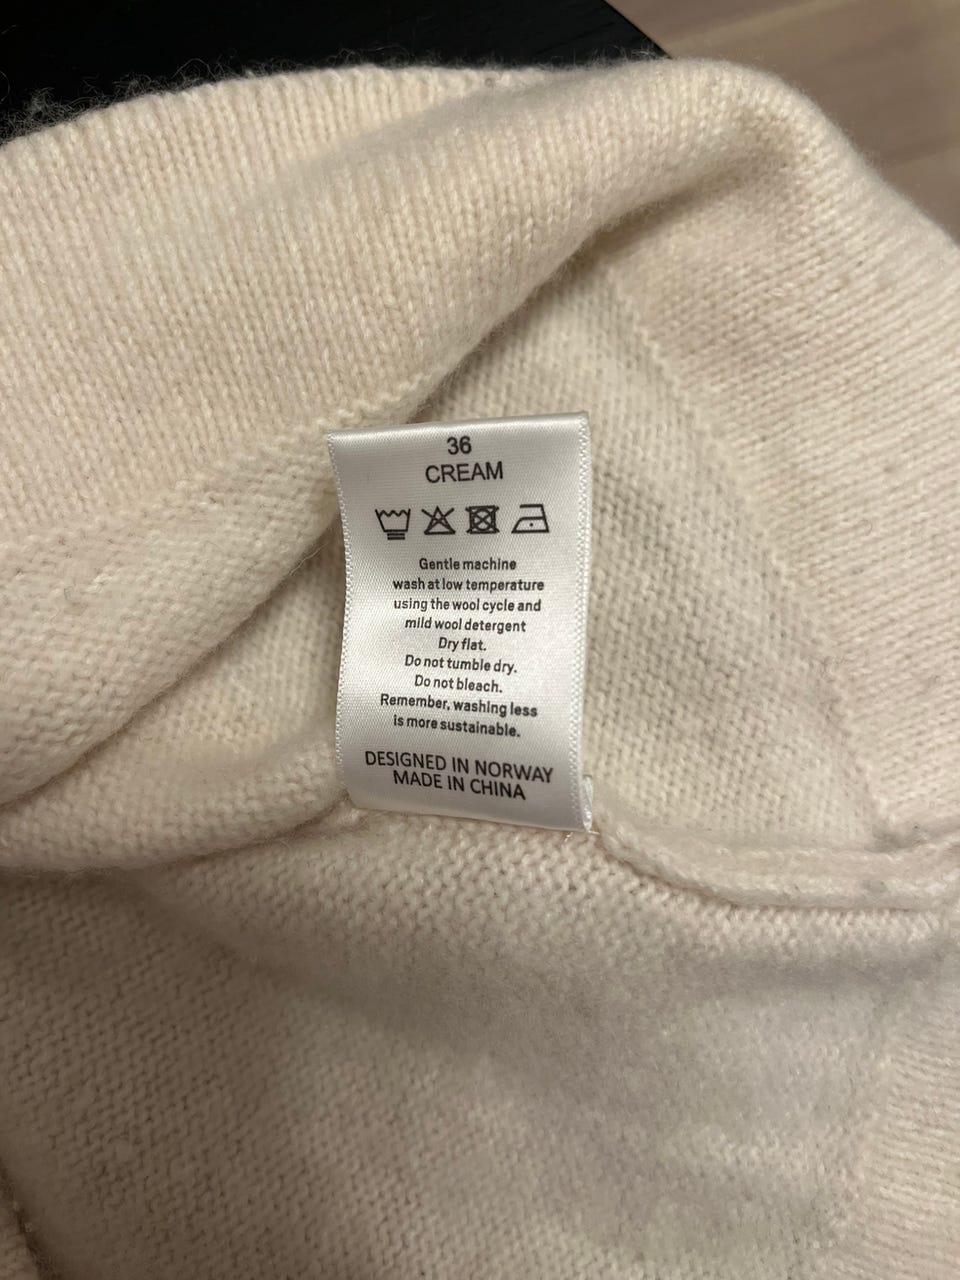 36
CREAM
Gentle machine
wash at low temperature
using the wool cycle and
mild wool detergent
Dry flat.
Do not tumble dry.
Do not bleach.
Remember, washing less
is more sustainable.
DESIGNED IN NORWAY
MADE IN CHINA